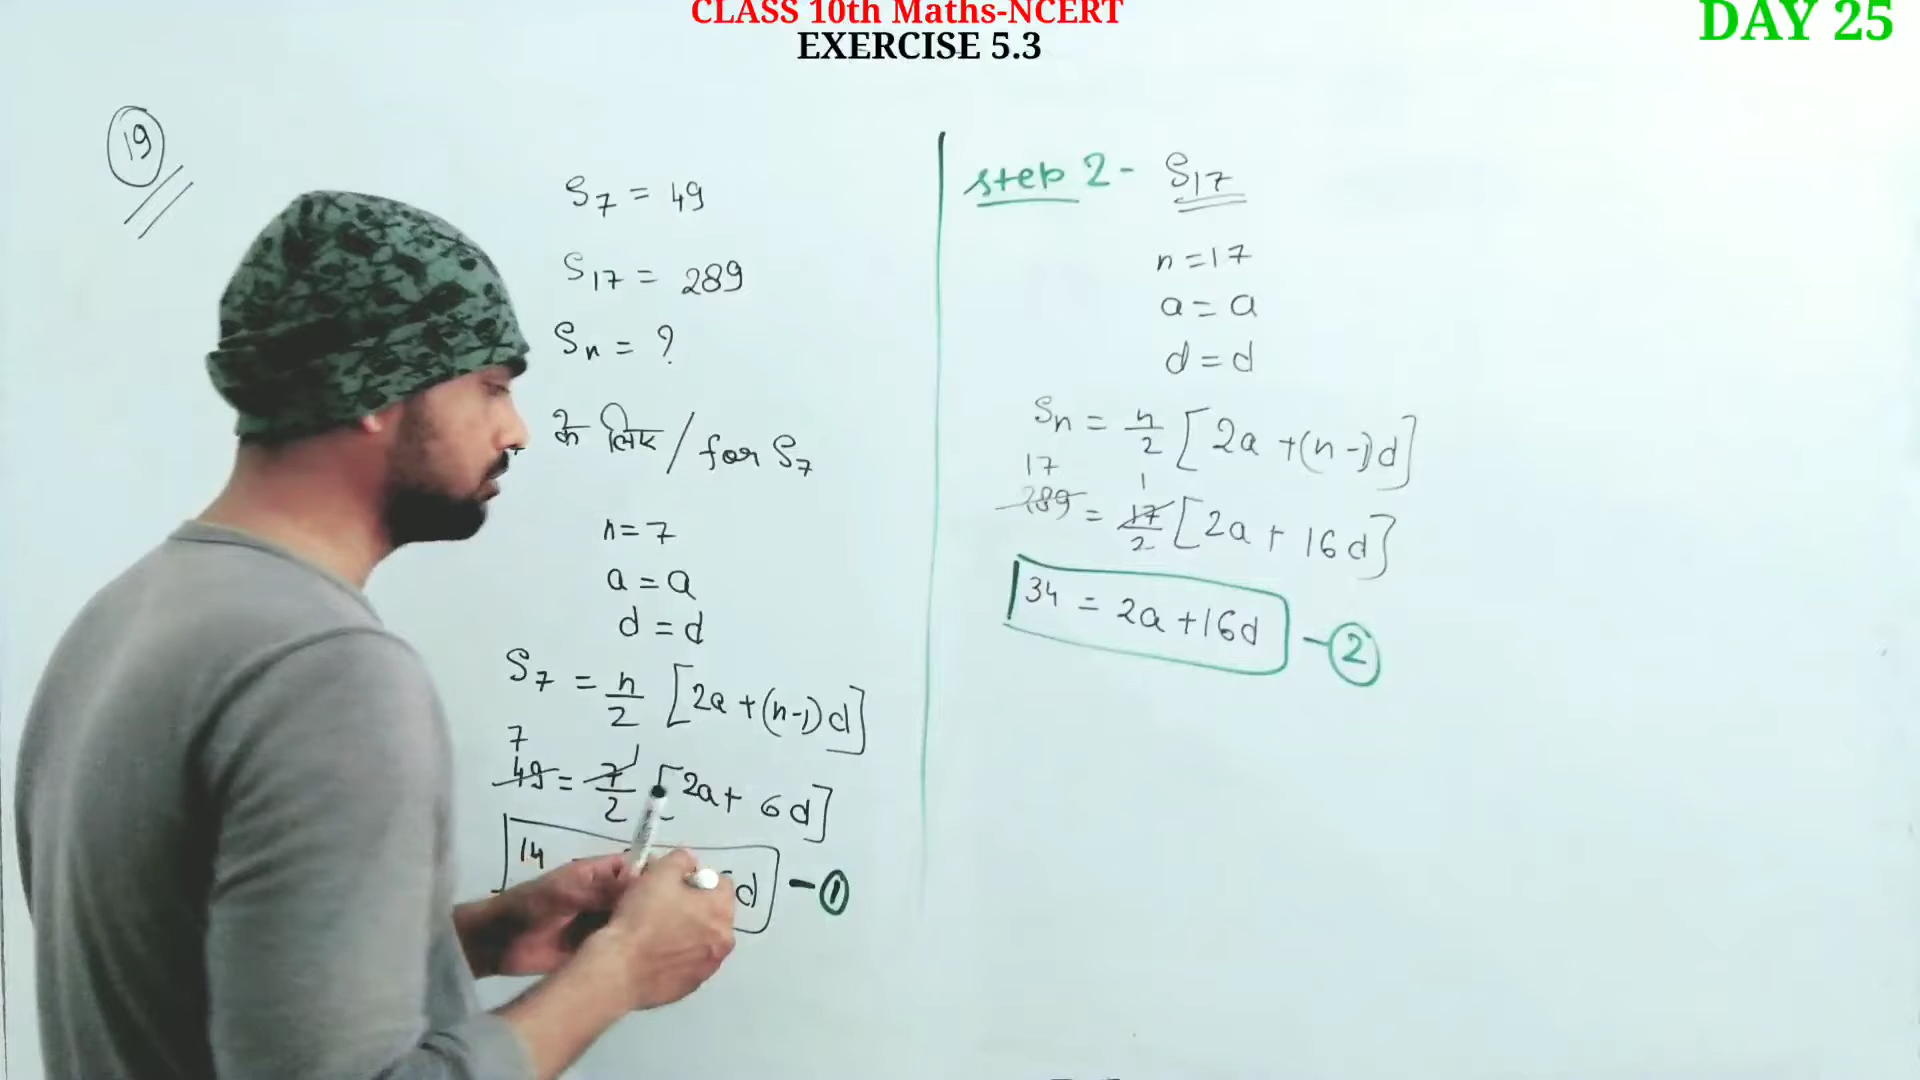 CLASS 10th Maths-NCERT
EXERCISE 5.3
DAY 25
19
S₇ = 49
S₁₇ = 289
Sₙ = ?
के लिए / for S₇
n = 7
a = a
d = d
S₇ = n/2 [2a + (n-1)d]
7
49 = 7/2 [2a + 6d]
14 d - ①
step 2 - S₁₇
n = 17
a = a
d = d
Sₙ = n/2 [2a + (n-1)d]
17 1
289 = 17/2 [2a + 16d]
34 = 2a + 16d - ②